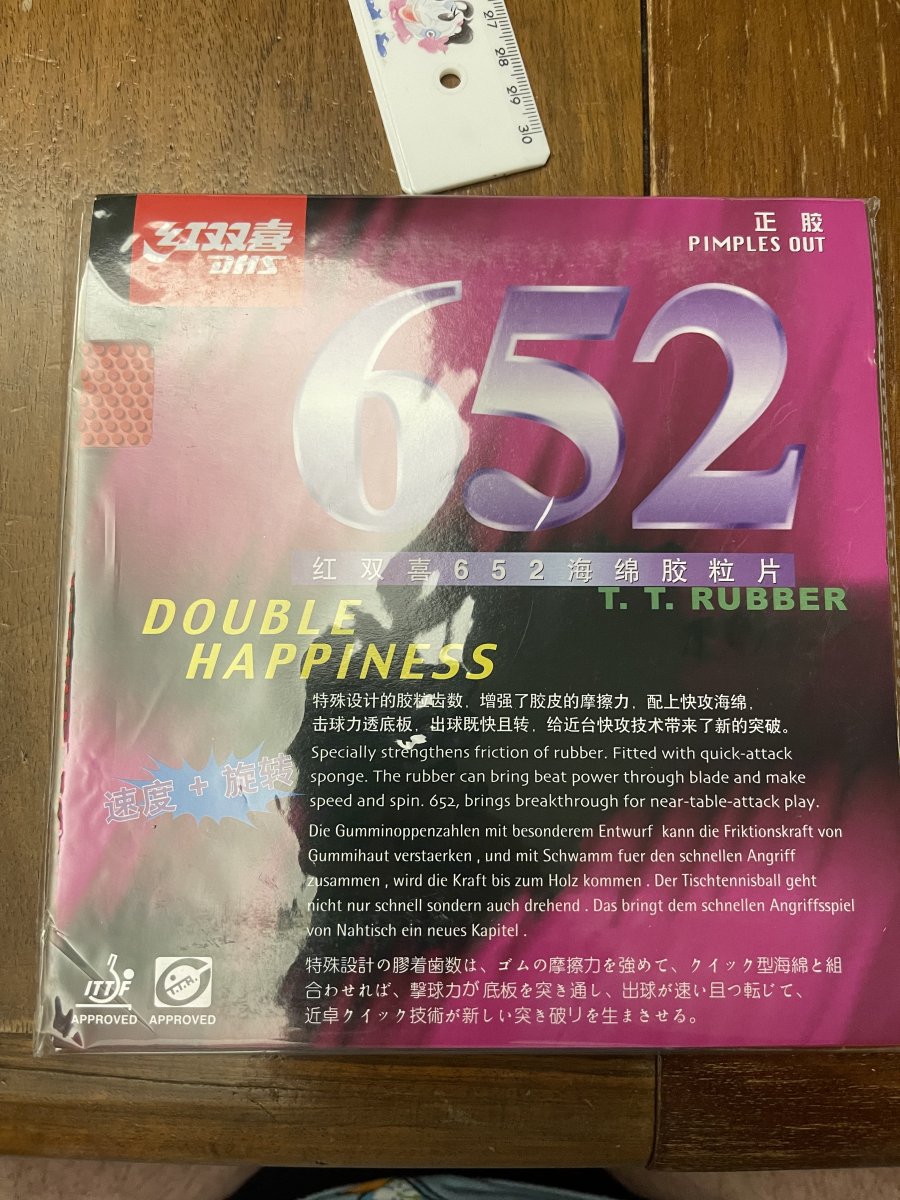 97
98
99
30
红双喜
DHS
正 胶
PIMPLES OUT
652
红双喜652海绵胶粒片
T. T. RUBBER
DOUBLE
HAPPINESS
特殊设计的胶粒齿数，增强了胶皮的摩擦力，配上快攻海绵，
击球力透底板，出球既快且转，给近台快攻技术带来了新的突破。
Specially strengthens friction of rubber. Fitted with quick-attack
sponge. The rubber can bring beat power through blade and make
speed and spin. 652, brings breakthrough for near-table-attack play.
速度 + 旋转
Die Gumminoppenzahlen mit besonderem Entwurf kann die Friktionskraft von
Gummihaut verstaerken , und mit Schwamm fuer den schnellen Angriff
zusammen , wird die Kraft bis zum Holz kommen . Der Tischtennisball geht
nicht nur schnell sondern auch drehend . Das bringt dem schnellen Angriffsspiel
von Nahtisch ein neues Kapitel .
特殊設計の膠着歯数は、ゴムの摩擦力を強めて、クイック型海綿と組
合わせれば、撃球力が底板を突き通し、出球が速い且つ転じて、
近卓クイック技術が新しい突き破リを生まさせる。
ITTF
APPROVED
T.T.A.
APPROVED